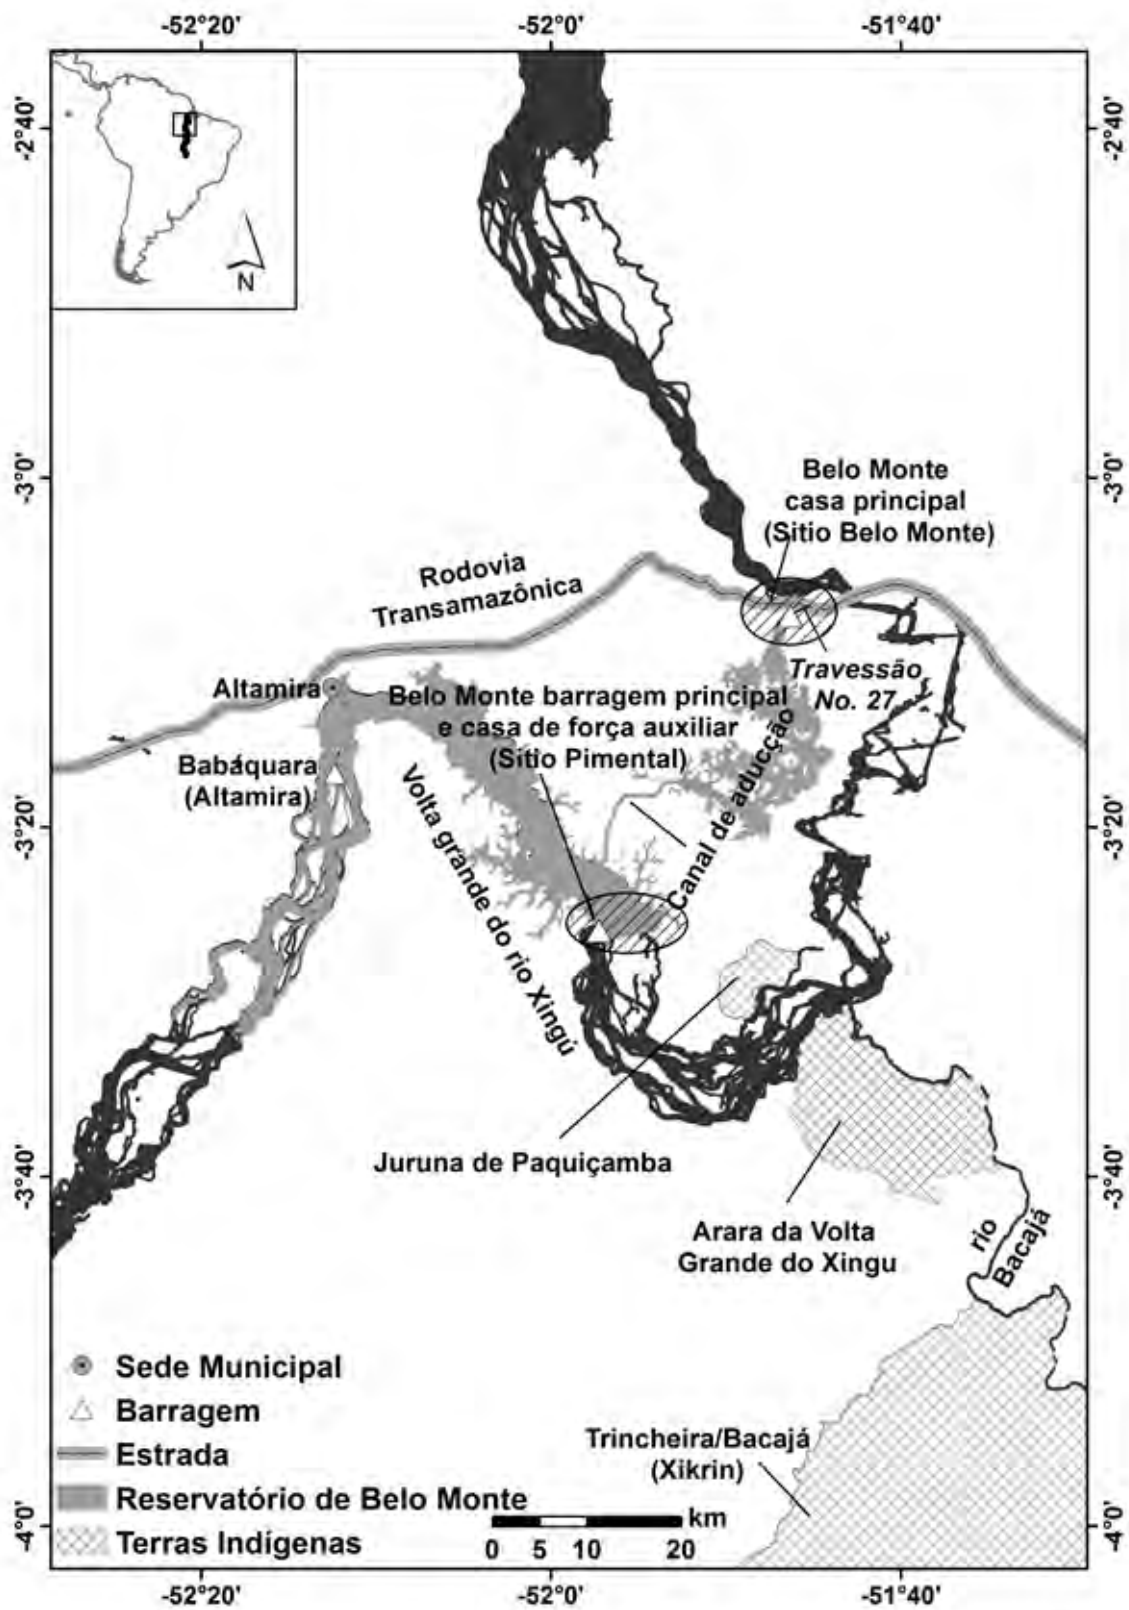 -52°20'
-52°0'
-51°40'
-2°40'
-2°40'
N
-3°0'
-3°0'
Belo Monte
casa principal
(Sitio Belo Monte)
Rodovia
Transamazônica
Travessão
No. 27
Altamira
Belo Monte barragem principal
e casa de força auxiliar
(Sítio Pimental)
Babáquara
(Altamira)
Canal de aducção
Volta grande do rio Xingú
-3°20'
-3°20'
Juruna de Paquiçamba
-3°40'
-3°40'
Arara da Volta
Grande do Xingu
rio
Bacajá
Trincheira/Bacajá
(Xikrin)
Sede Municipal
Barragem
Estrada
Reservatório de Belo Monte
Terras Indígenas
km
0 5 10 20
-4°0'
-4°0'
-52°20'
-52°0'
-51°40'